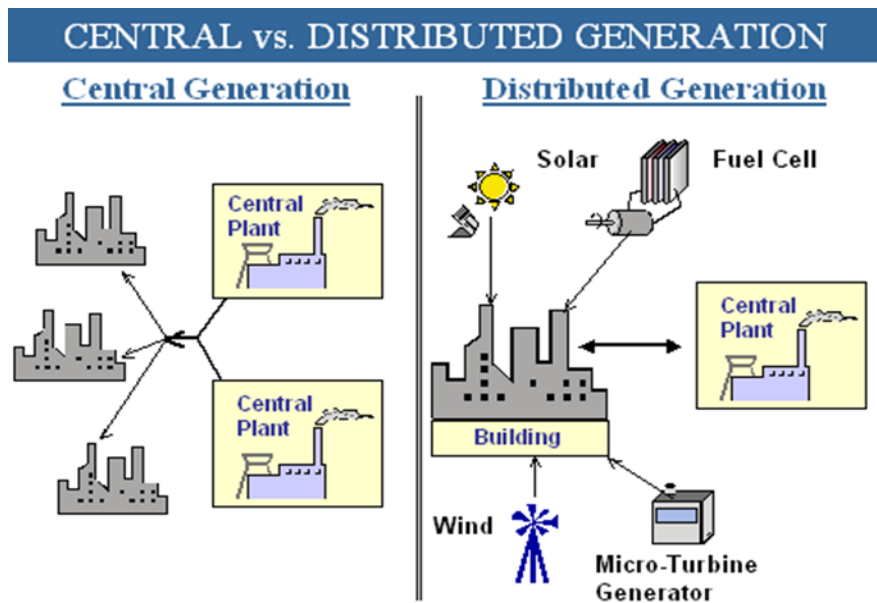 CENTRAL vs. DISTRIBUTED GENERATION
Central Generation
Central
Plant
Central
Plant
Distributed Generation
Solar
Fuel Cell
Central
Plant
Building
Wind
Micro-Turbine
Generator